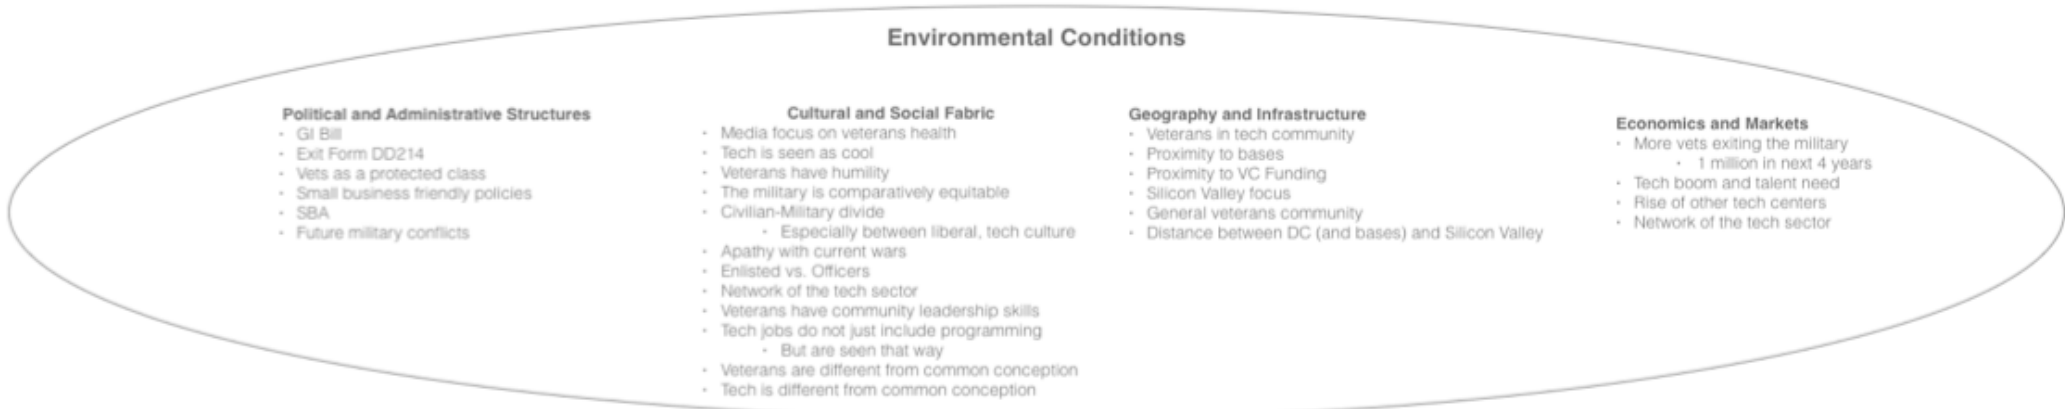 Environmental Conditions
Political and Administrative Structures
GI Bill
Exit Form DD214
Vets as a protected class
Small business friendly policies
SBA
Future military conflicts
Cultural and Social Fabric
Media focus on veterans health
Tech is seen as cool
Veterans have humility
The military is comparatively equitable
Civilian-Military divide
Especially between liberal, tech culture
Apathy with current wars
Enlisted vs. Officers
Network of the tech sector
Veterans have community leadership skills
Tech jobs do not just include programming
But are seen that way
Veterans are different from common conception
Tech is different from common conception
Geography and Infrastructure
Veterans in tech community
Proximity to bases
Proximity to VC Funding
Silicon Valley focus
General veterans community
Distance between DC (and bases) and Silicon Valley
Economics and Markets
More vets exiting the military
1 million in next 4 years
Tech boom and talent need
Rise of other tech centers
Network of the tech sector